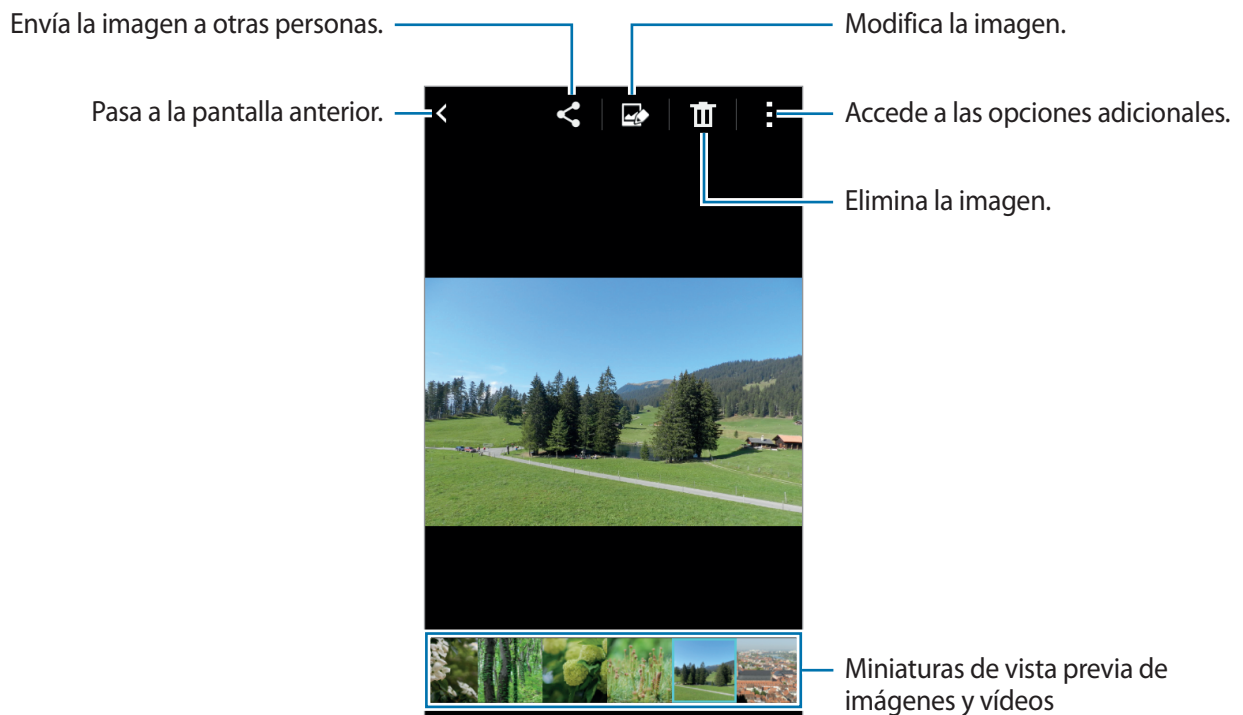 Envía la imagen a otras personas.
Modifica la imagen.
Pasa a la pantalla anterior.
Accede a las opciones adicionales.
Elimina la imagen.
Miniaturas de vista previa de
imágenes y vídeos